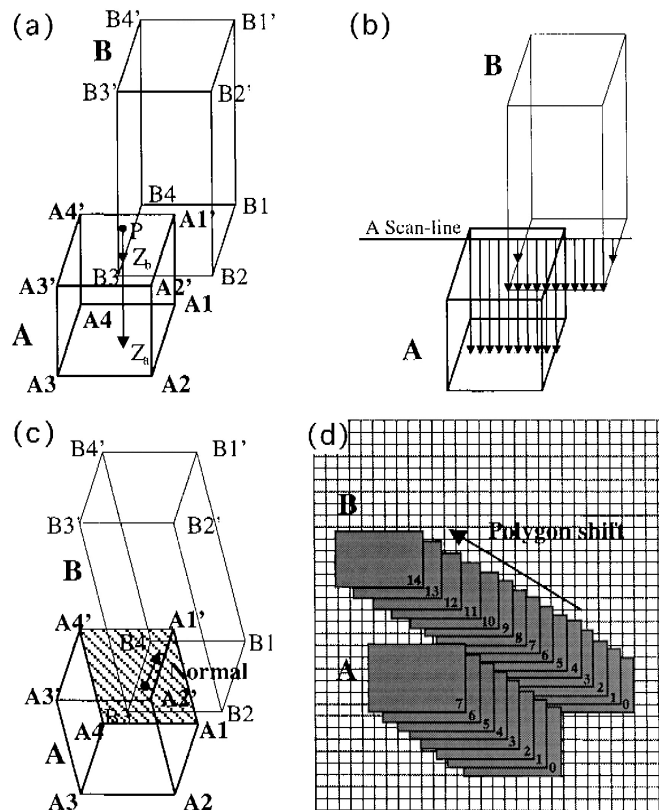 (a)
B4' B1'
B
B3' B2'
B4 B1
A4' A1'
P
Zb
B3 B2
A3' A2' A1
A4
A
Za
A3 A2
(b)
B
A Scan-line
A
(c)
B4' B1'
B3' B2'
B
A4' A1'
B4 B1
Normal
A3' A2'
B2
A4 A1
A
A3 A2
(d)
B
Polygon shift
14
13
12
11
10
9
8
7
6
5
4
3
2
1
0
A
7
6
5
4
3
2
1
0